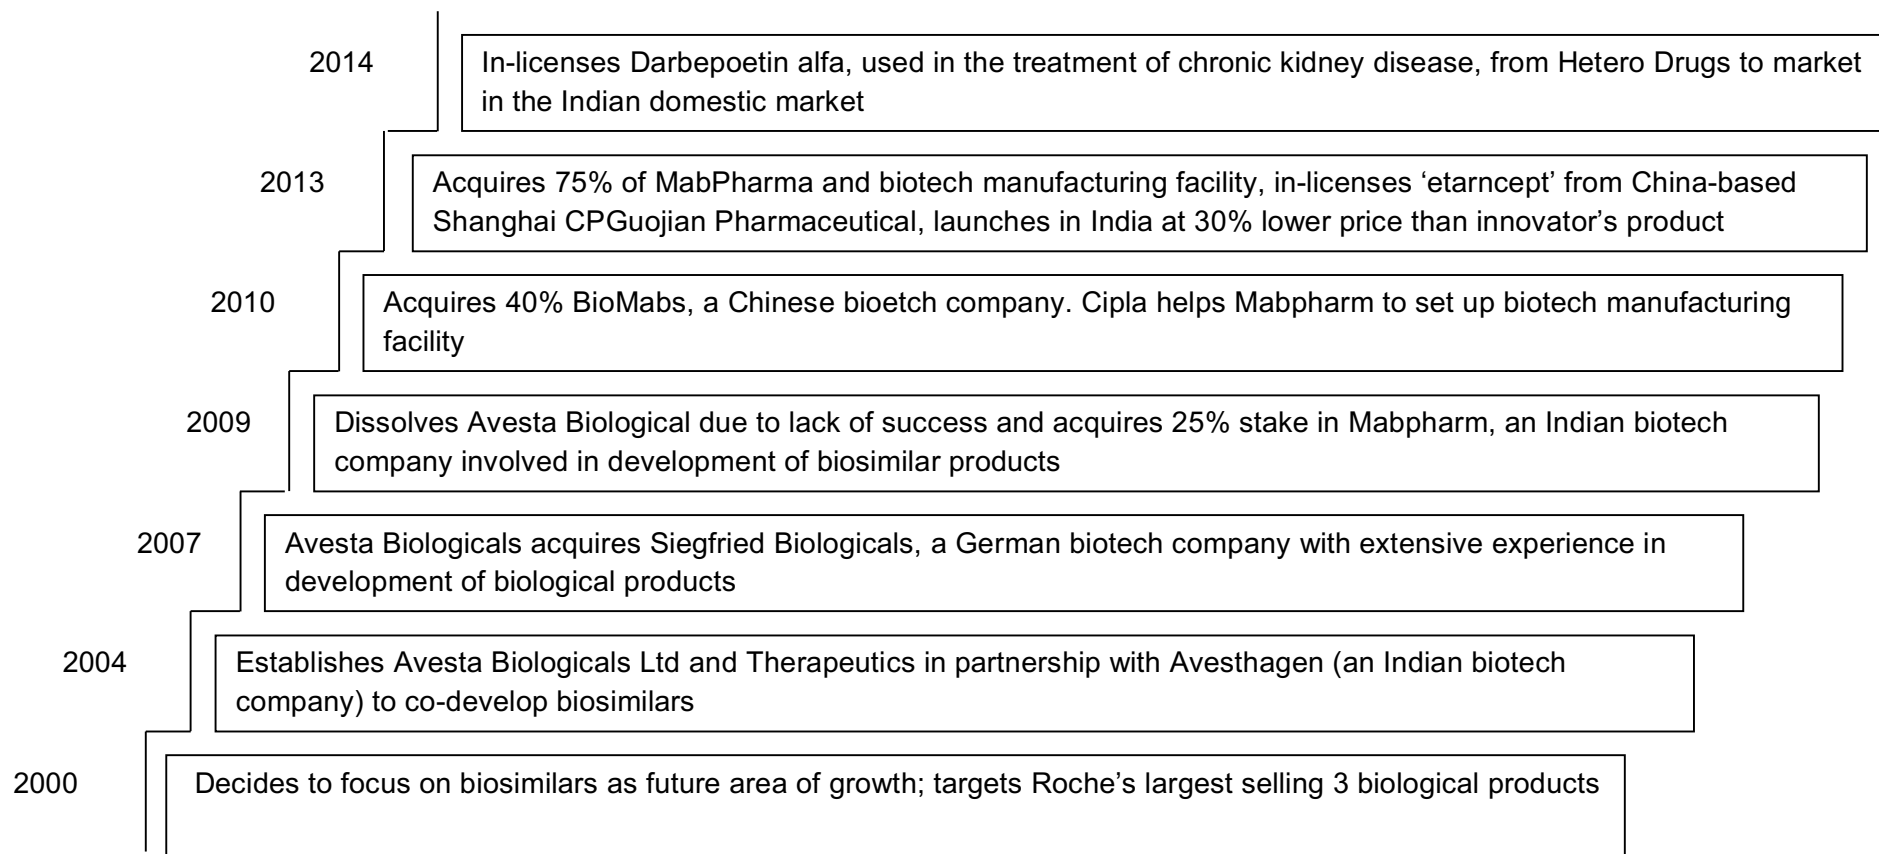 2014
In-licenses Darbepoetin alfa, used in the treatment of chronic kidney disease, from Hetero Drugs to market
in the Indian domestic market
2013
Acquires 75% of MabPharma and biotech manufacturing facility, in-licenses ‘etarncept’ from China-based
Shanghai CPGuojian Pharmaceutical, launches in India at 30% lower price than innovator’s product
2010
Acquires 40% BioMabs, a Chinese bioetch company. Cipla helps Mabpharm to set up biotech manufacturing
facility
2009
Dissolves Avesta Biological due to lack of success and acquires 25% stake in Mabpharm, an Indian biotech
company involved in development of biosimilar products
2007
Avesta Biologicals acquires Siegfried Biologicals, a German biotech company with extensive experience in
development of biological products
2004
Establishes Avesta Biologicals Ltd and Therapeutics in partnership with Avesthagen (an Indian biotech
company) to co-develop biosimilars
2000
Decides to focus on biosimilars as future area of growth; targets Roche’s largest selling 3 biological products